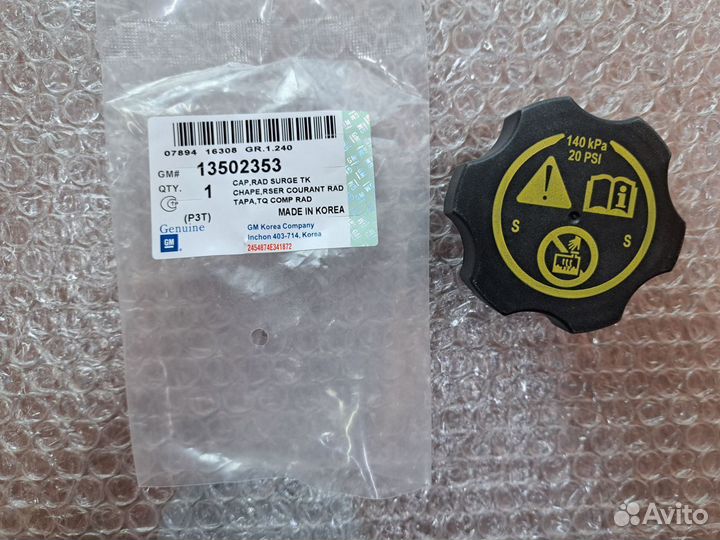 07894 16308 GR.1.240
GM# 13502353
QTY. 1
CAP,RAD SURGE TK
CHAPE,RSER COURANT RAD
TAPA,TQ COMP RAD
(P3T)
MADE IN KOREA
Genuine
GM
GM Korea Company
Inchon 403-714, Korea
2454874E341872
140 kPa
20 PSI
S S
Avito